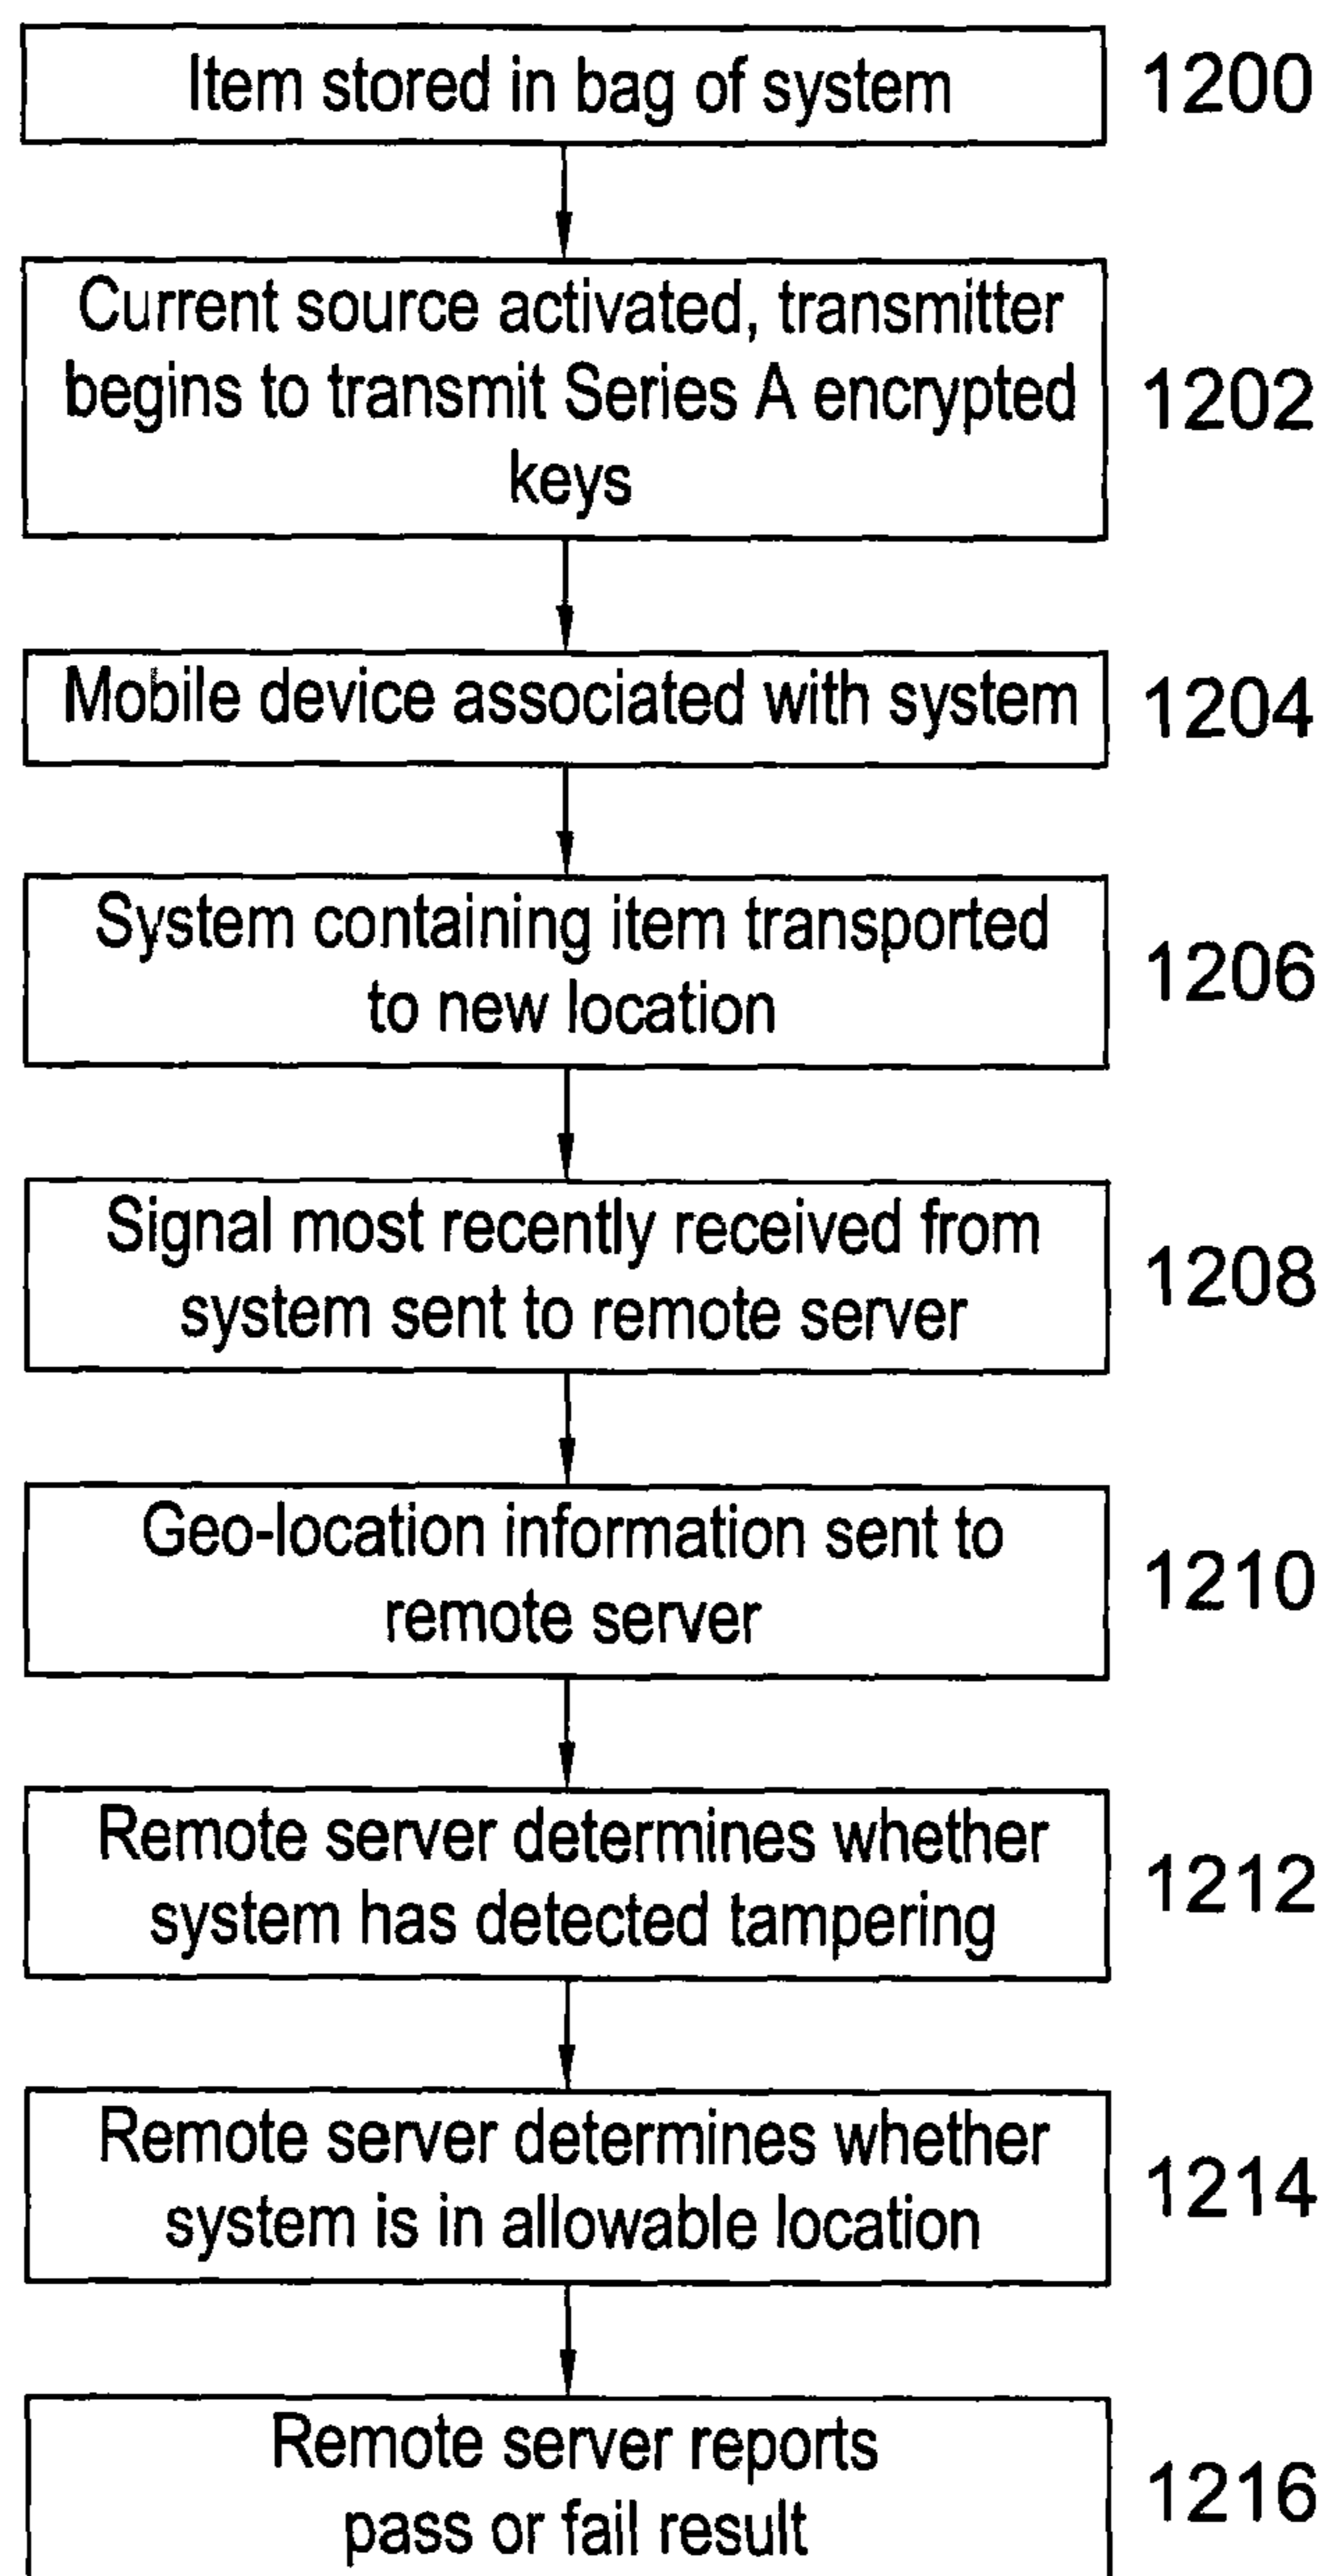 Item stored in bag of system
1200
Current source activated, transmitter
begins to transmit Series A encrypted
keys
1202
Mobile device associated with system
1204
System containing item transported
to new location
1206
Signal most recently received from
system sent to remote server
1208
Geo-location information sent to
remote server
1210
Remote server determines whether
system has detected tampering
1212
Remote server determines whether
system is in allowable location
1214
Remote server reports
pass or fail result
1216